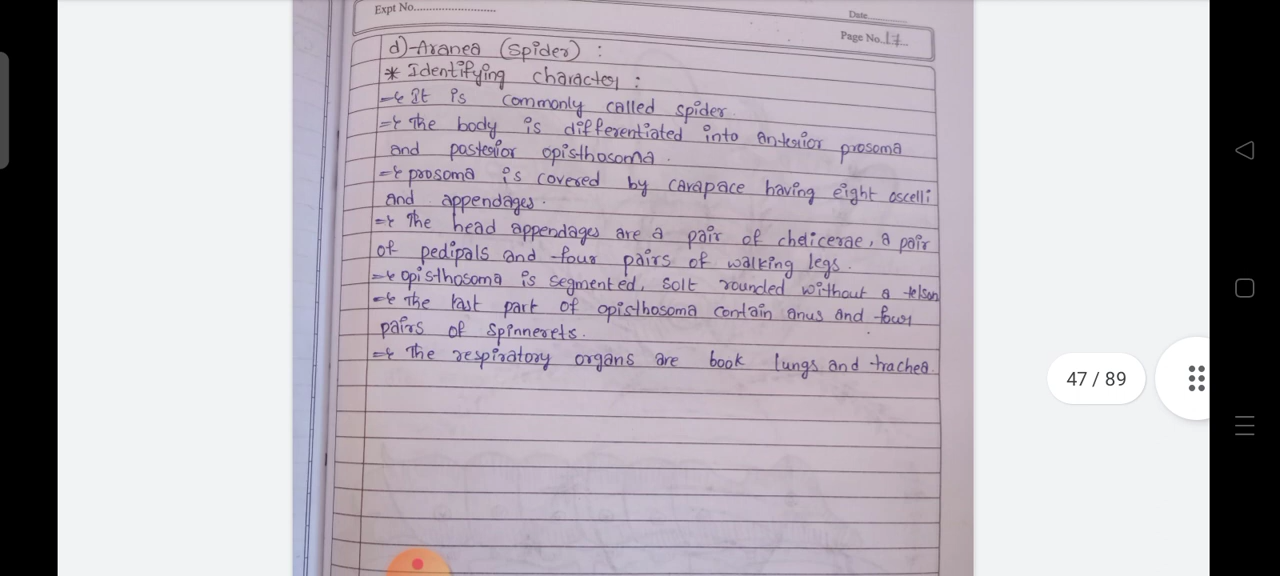 Expt No..........................
Date
Page No. 17
d) Aranea (Spider) :
* Identifying character :
⇒ It is commonly called spider.
⇒ The body is differentiated into anterior prosoma
and posterior opisthosoma.
⇒ prosoma is covered by carapace having eight oscelli
and appendages.
⇒ The head appendages are a pair of chelicerae, a pair
of pedipals and four pairs of walking legs.
⇒ opisthosoma is segmented, solt rounded without a telson
⇒ The last part of opisthosoma contain anus and four
pairs of spinnerets.
⇒ The respiratory organs are book lungs and trachea.
47 / 89